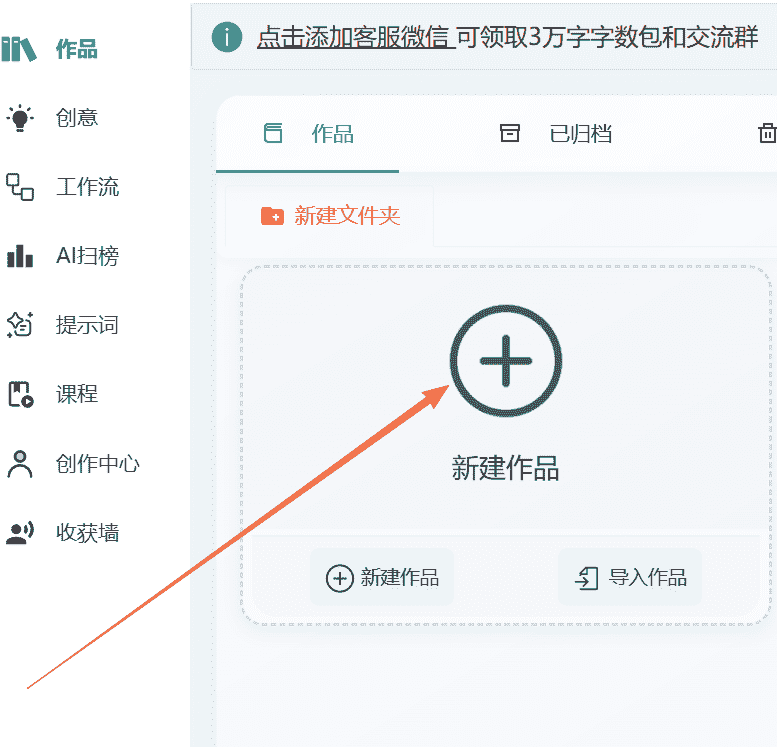 作品
创意
工作流
AI扫榜
提示词
课程
创作中心
收获墙
点击添加客服微信 可领取3万字字数包和交流群
作品 已归档
新建文件夹
新建作品
新建作品 导入作品